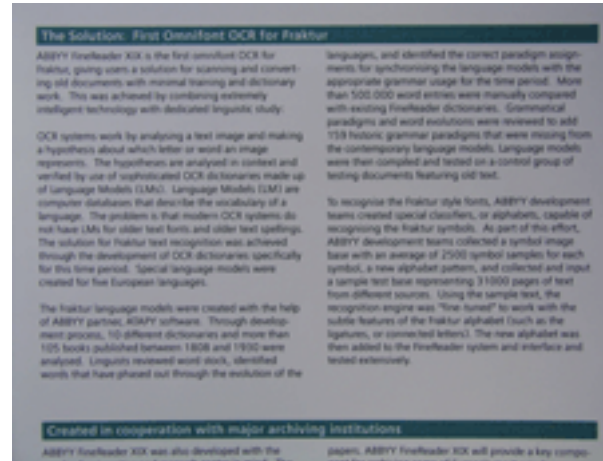 The Solution: First Omnifont OCR for Fraktur
ABBYY FineReader XIX is the first omnifont OCR for
Fraktur, giving users a solution for scanning and convert-
ing old documents with minimal training and dictionary
work. This was achieved by combining extremely
intelligent technology with dedicated linguistic study.
OCR systems work by analysing a text image and making
a hypothesis about which letter or word an image
represents. The hypotheses are analysed in context and
verified by use of sophisticated OCR dictionaries made up
of Language Models (LMs). Language Models (LM) are
computer databases that describe the vocabulary of a
language. The problem is that modern OCR systems do
not have LMs for older text fonts and older text spellings.
The solution for Fraktur text recognition was achieved
through the development of OCR dictionaries specifically
for this time period. Special language models were
created for five European languages.
The Fraktur language models were created with the help
of ABBYY partner, ATAPY software. Through develop-
ment process, 10 different dictionaries and more than
105 books published between 1808 and 1930 were
analysed. Linguists reviewed word stock, identified
words that have phased out through the evolution of the
languages, and identified the correct paradigm assign-
ments for synchronising the language models with the
appropriate grammar usage for the time period. More
than 500.000 word entries were manually compared
with existing FineReader dictionaries. Grammatical
paradigms and word evolutions were reviewed to add
159 historic grammar paradigms that were missing from
the contemporary language models. Language models
were then compiled and tested on a control group of
testing documents featuring old text.
To recognise the Fraktur style fonts, ABBYY development
teams created special classifiers, or alphabets, capable of
recognising the Fraktur symbols. As part of this effort,
ABBYY development teams collected a symbol image
base with an average of 2500 symbol samples for each
symbol, a new alphabet pattern, and collected and input
a sample test base representing 31000 pages of text
from different sources. Using the sample text, the
recognition engine was "fine-tuned" to work with the
subtle features of the Fraktur alphabet (such as the
ligatures, or connected letters). The new alphabet was
then added to the FineReader system and interface and
tested extensively.
Created in cooperation with major archiving institutions
ABBYY FineReader XIX was also developed with the
papers. ABBYY FineReader XIX will provide a key compo-